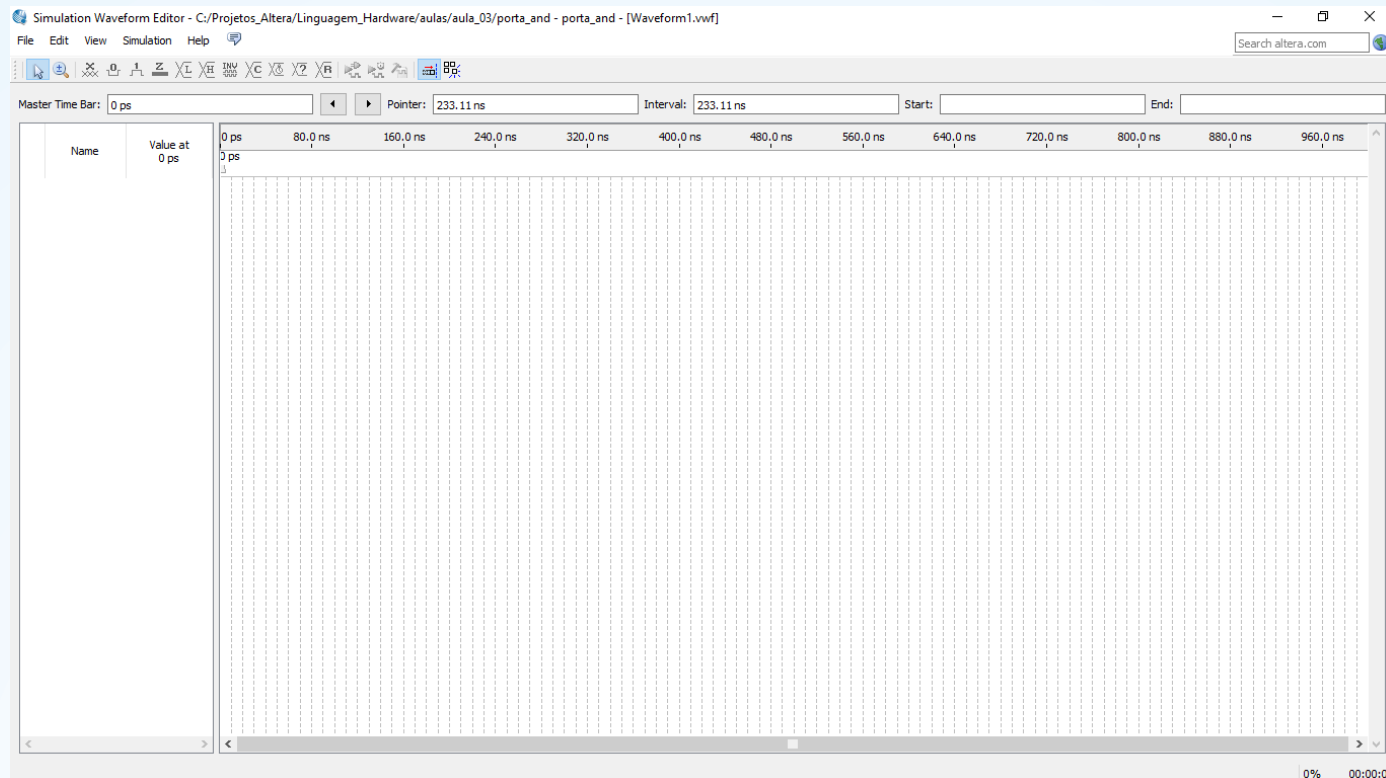 Simulation Waveform Editor - C:/Projetos_Altera/Linguagem_Hardware/aulas/aula_03/porta_and - porta_and - [Waveform1.vwf]
File Edit View Simulation Help
Search altera.com
Master Time Bar: 0 ps Pointer: 233.11 ns Interval: 233.11 ns Start: End:
Name Value at 0 ps
0 ps 80.0 ns 160.0 ns 240.0 ns 320.0 ns 400.0 ns 480.0 ns 560.0 ns 640.0 ns 720.0 ns 800.0 ns 880.0 ns 960.0 ns
0 ps
0% 00:00:0